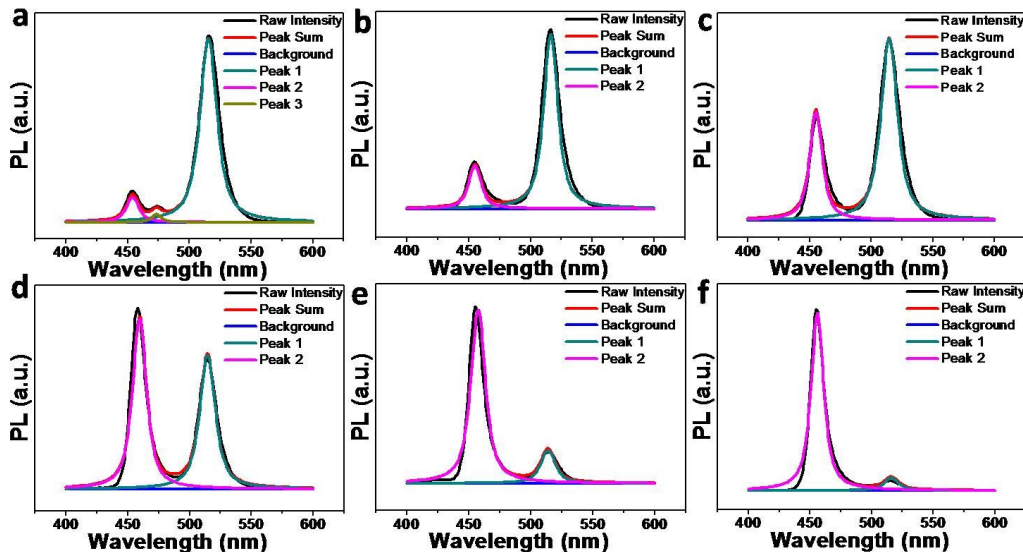 a
Raw Intensity
Peak Sum
Background
Peak 1
Peak 2
Peak 3
PL (a.u.)
400 450 500 550 600
Wavelength (nm)
b
Raw Intensity
Peak Sum
Background
Peak 1
Peak 2
PL (a.u.)
400 450 500 550 600
Wavelength (nm)
c
Raw Intensity
Peak Sum
Background
Peak 1
Peak 2
PL (a.u.)
400 450 500 550 600
Wavelength (nm)
d
Raw Intensity
Peak Sum
Background
Peak 1
Peak 2
PL (a.u.)
400 450 500 550 600
Wavelength (nm)
e
Raw Intensity
Peak Sum
Background
Peak 1
Peak 2
PL (a.u.)
400 450 500 550 600
Wavelength (nm)
f
Raw Intensity
Peak Sum
Background
Peak 1
Peak 2
PL (a.u.)
400 450 500 550 600
Wavelength (nm)